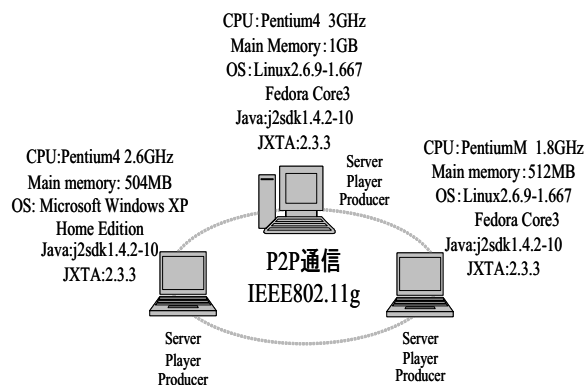 CPU:Pentium4 3GHz
Main Memory:1GB
OS:Linux2.6.9-1.667
Fedora Core3
Java:j2sdk1.4.2-10
JXTA:2.3.3
Server
Player
Producer
CPU:Pentium4 2.6GHz
Main memory: 504MB
OS: Microsoft Windows XP
Home Edition
Java:j2sdk1.4.2-10
JXTA:2.3.3
CPU:PentiumM 1.8GHz
Main memory:512MB
OS:Linux2.6.9-1.667
Fedora Core3
Java:j2sdk1.4.2-10
JXTA:2.3.3
P2P通信
IEEE802.11g
Server
Player
Producer
Server
Player
Producer